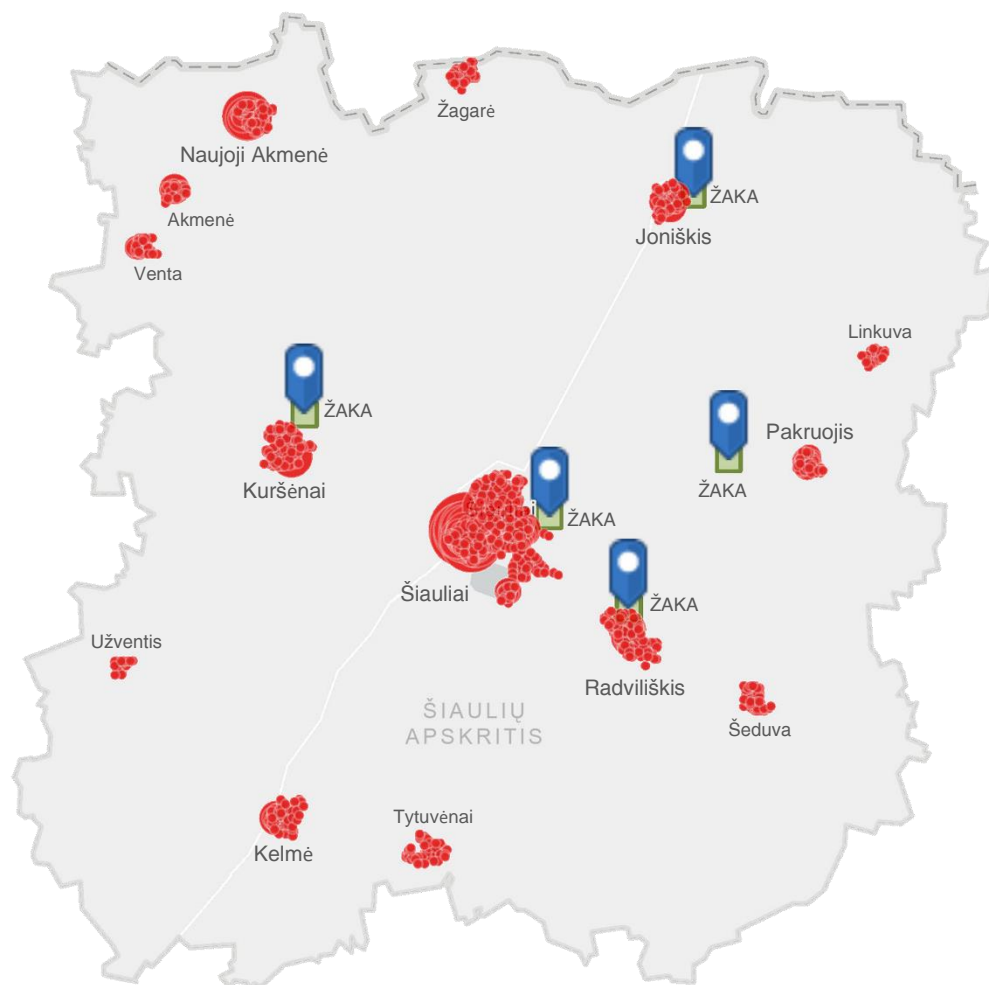 Žagarė
Naujoji Akmenė
ŽAKA
Akmenė
Joniškis
Venta
Linkuva
ŽAKA
Pakruojis
Kuršėnai
ŽAKA
ŽAKA
Šiauliai
ŽAKA
Užventis
Radviliškis
ŠIAULIŲ
APSKRITIS
Šeduva
Tytuvėnai
Kelmė